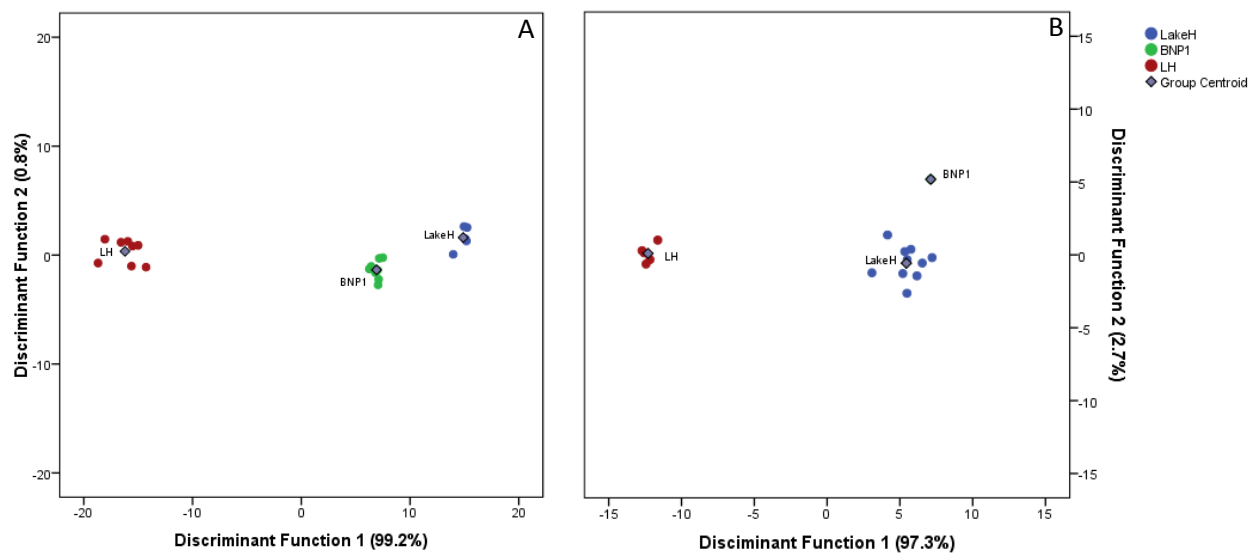 A
20
10
0
-10
-20
Discriminant Function 2 (0.8%)
LH
BNP1
LakeH
-20
-10
0
10
20
Discriminant Function 1 (99.2%)
B
15
10
5
0
-5
-10
-15
Discriminant Function 2 (2.7%)
BNP1
LakeH
LH
-15
-10
-5
0
5
10
15
Discriminant Function 1 (97.3%)
LakeH
BNP1
LH
Group Centroid